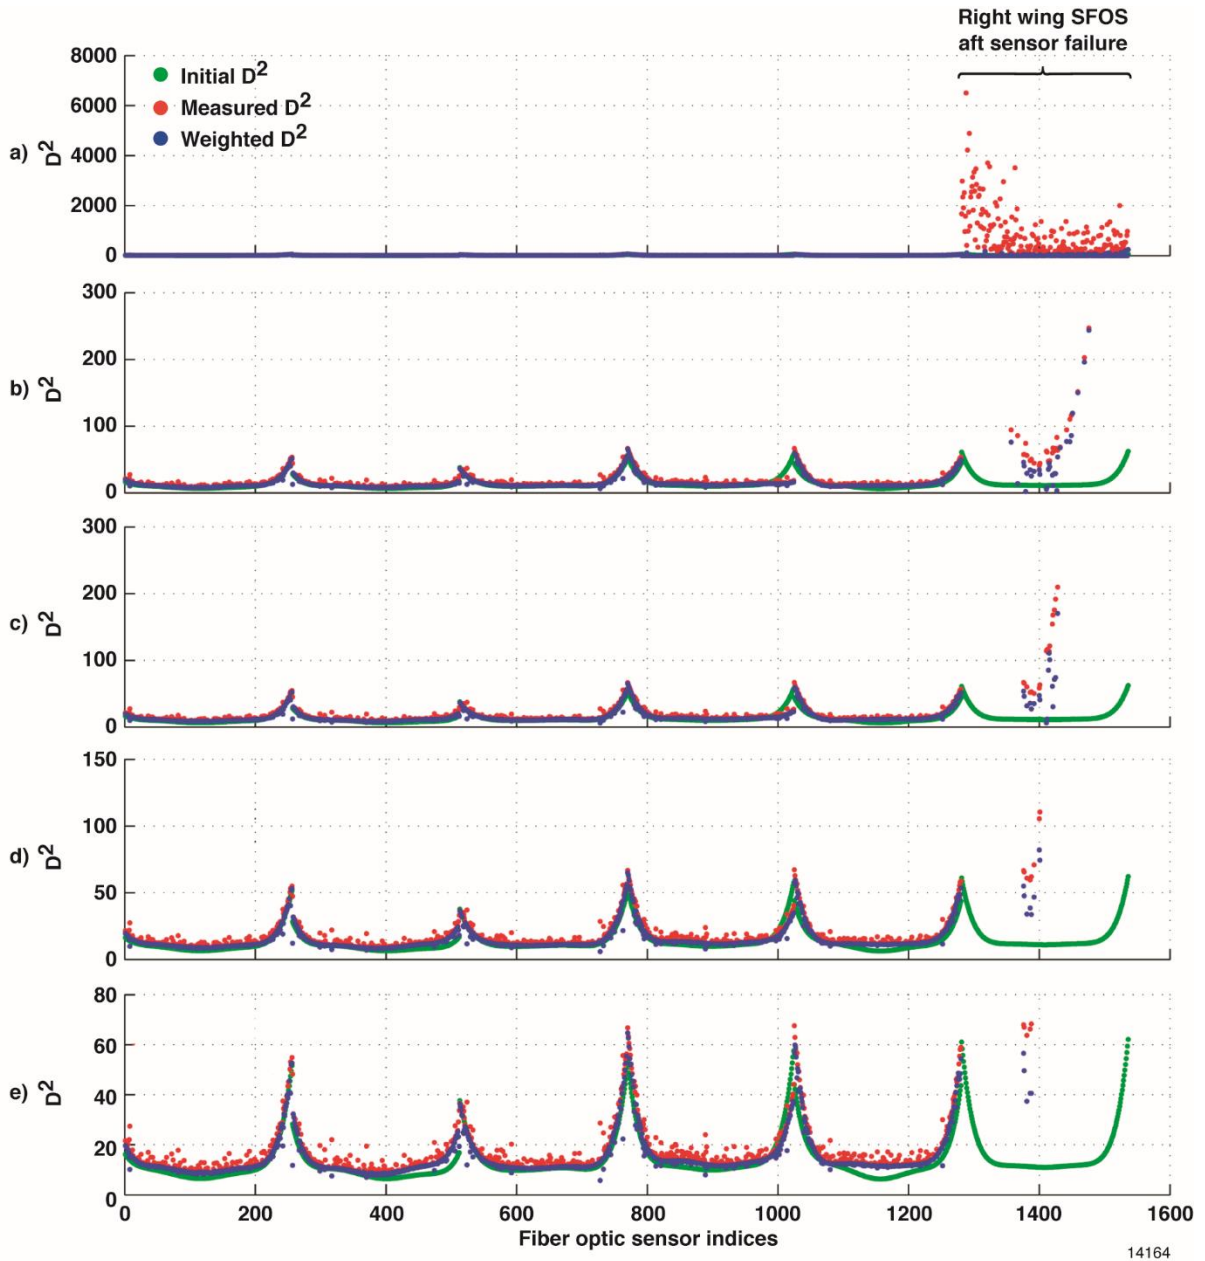 Right wing SFOS
aft sensor failure
8000
6000
4000
2000
0
a) D²
Initial D²
Measured D²
Weighted D²
300
200
100
0
b) D²
300
200
100
0
c) D²
150
100
50
0
d) D²
80
60
40
20
0
e) D²
0 200 400 600 800 1000 1200 1400 1600
Fiber optic sensor indices
14164